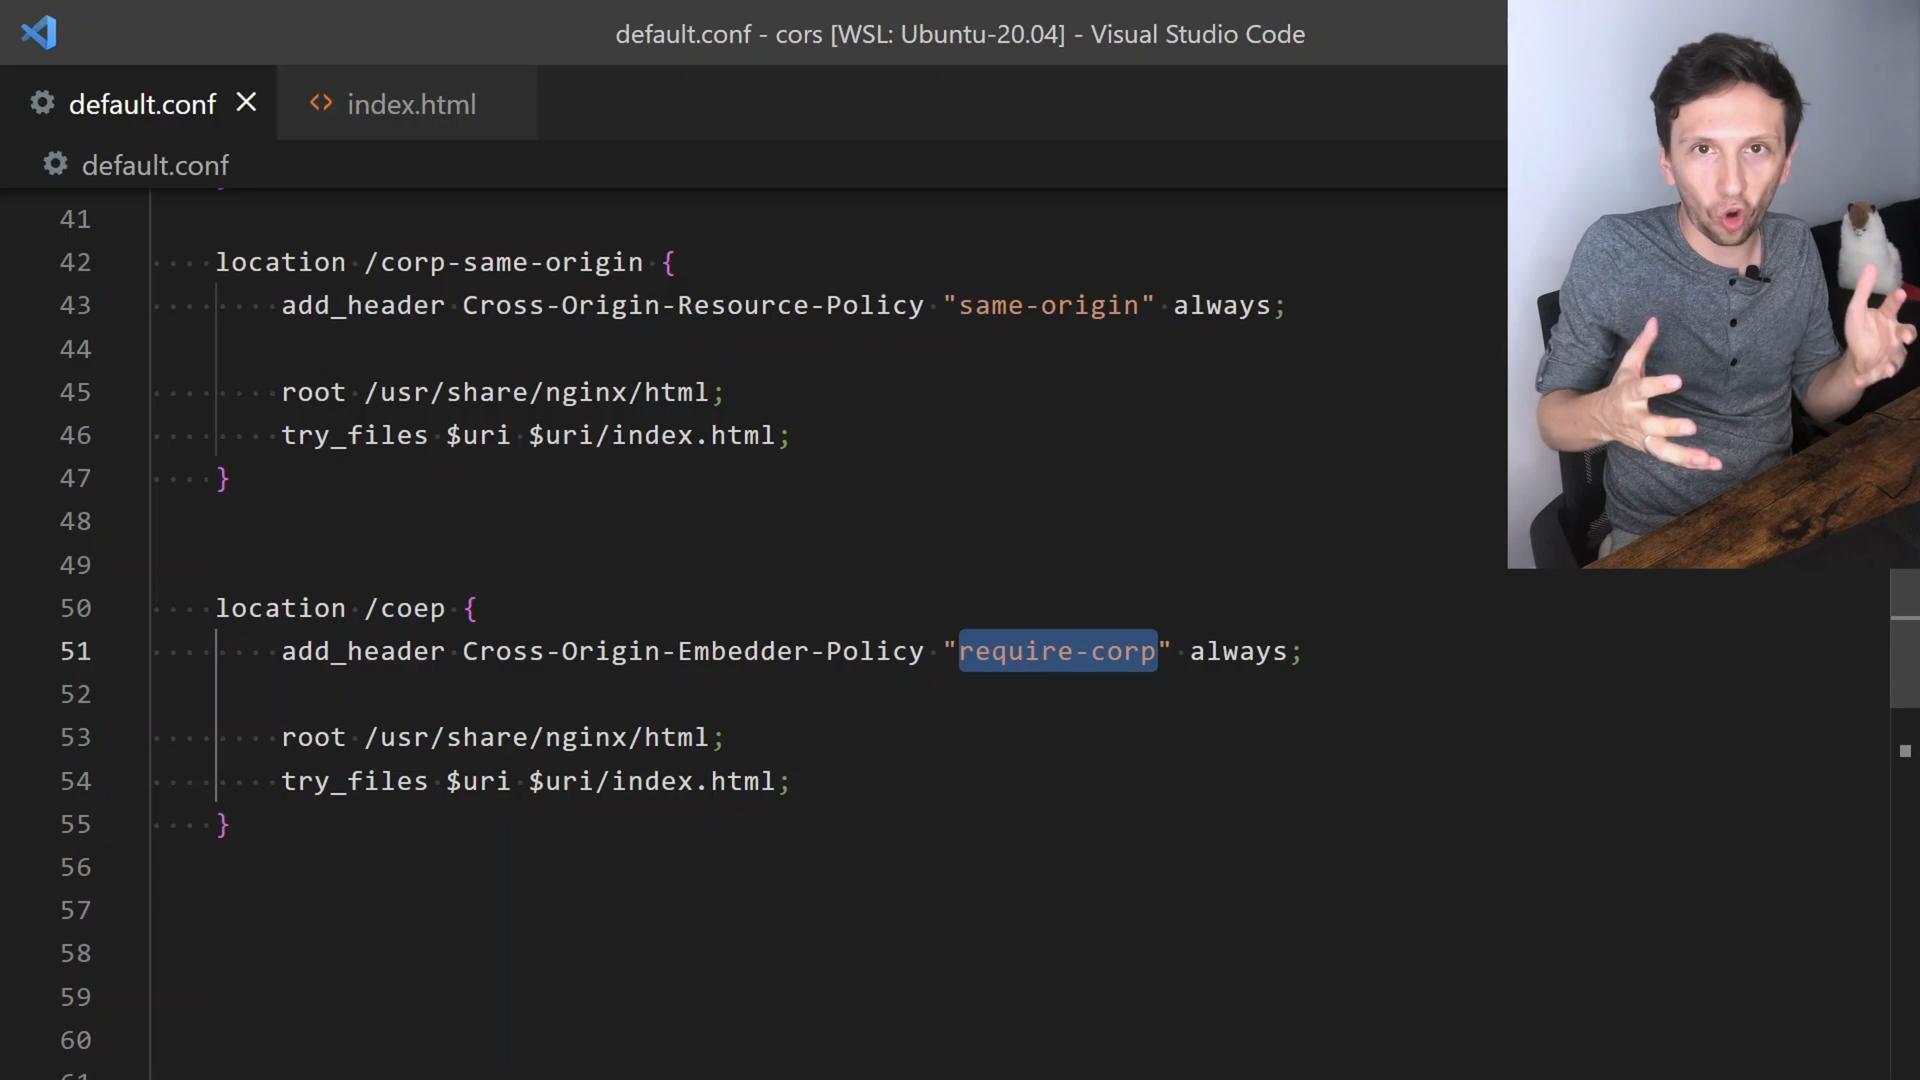 default.conf - cors [WSL: Ubuntu-20.04] - Visual Studio Code
default.conf
index.html
default.conf
41
42 location /corp-same-origin {
43 add_header Cross-Origin-Resource-Policy "same-origin" always;
44
45 root /usr/share/nginx/html;
46 try_files $uri $uri/index.html;
47 }
48
49
50 location /coep {
51 add_header Cross-Origin-Embedder-Policy "require-corp" always;
52
53 root /usr/share/nginx/html;
54 try_files $uri $uri/index.html;
55 }
56
57
58
59
60